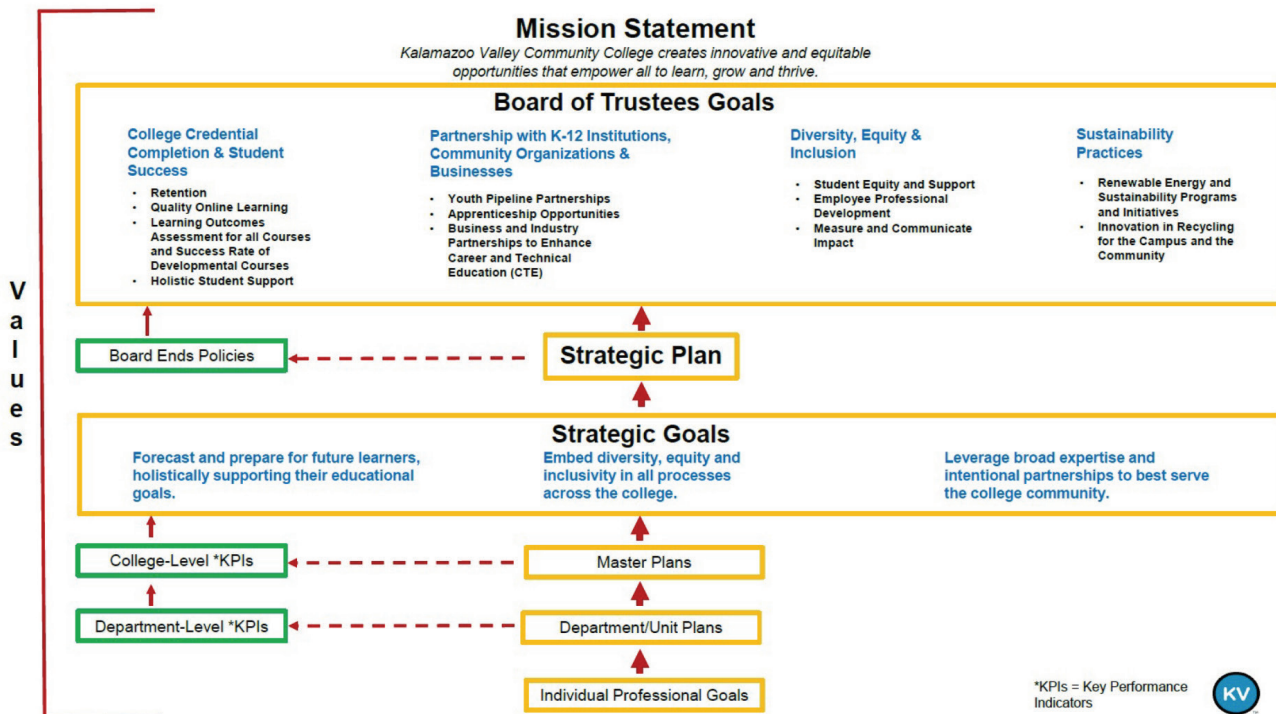 Mission Statement
Kalamazoo Valley Community College creates innovative and equitable
opportunities that empower all to learn, grow and thrive.
Board of Trustees Goals
College Credential
Completion & Student
Success
• Retention
• Quality Online Learning
• Learning Outcomes
Assessment for all Courses
and Success Rate of
Developmental Courses
• Holistic Student Support
Partnership with K-12 Institutions,
Community Organizations &
Businesses
• Youth Pipeline Partnerships
• Apprenticeship Opportunities
• Business and Industry
Partnerships to Enhance
Career and Technical
Education (CTE)
Diversity, Equity &
Inclusion
• Student Equity and Support
• Employee Professional
Development
• Measure and Communicate
Impact
Sustainability
Practices
• Renewable Energy and
Sustainability Programs
and Initiatives
• Innovation in Recycling
for the Campus and the
Community
Values
Board Ends Policies
Strategic Plan
Strategic Goals
Forecast and prepare for future learners,
holistically supporting their educational
goals.
Embed diversity, equity and
inclusivity in all processes
across the college.
Leverage broad expertise and
intentional partnerships to best serve
the college community.
College-Level *KPIs
Master Plans
Department-Level *KPIs
Department/Unit Plans
Individual Professional Goals
*KPIs = Key Performance
Indicators
KV
™